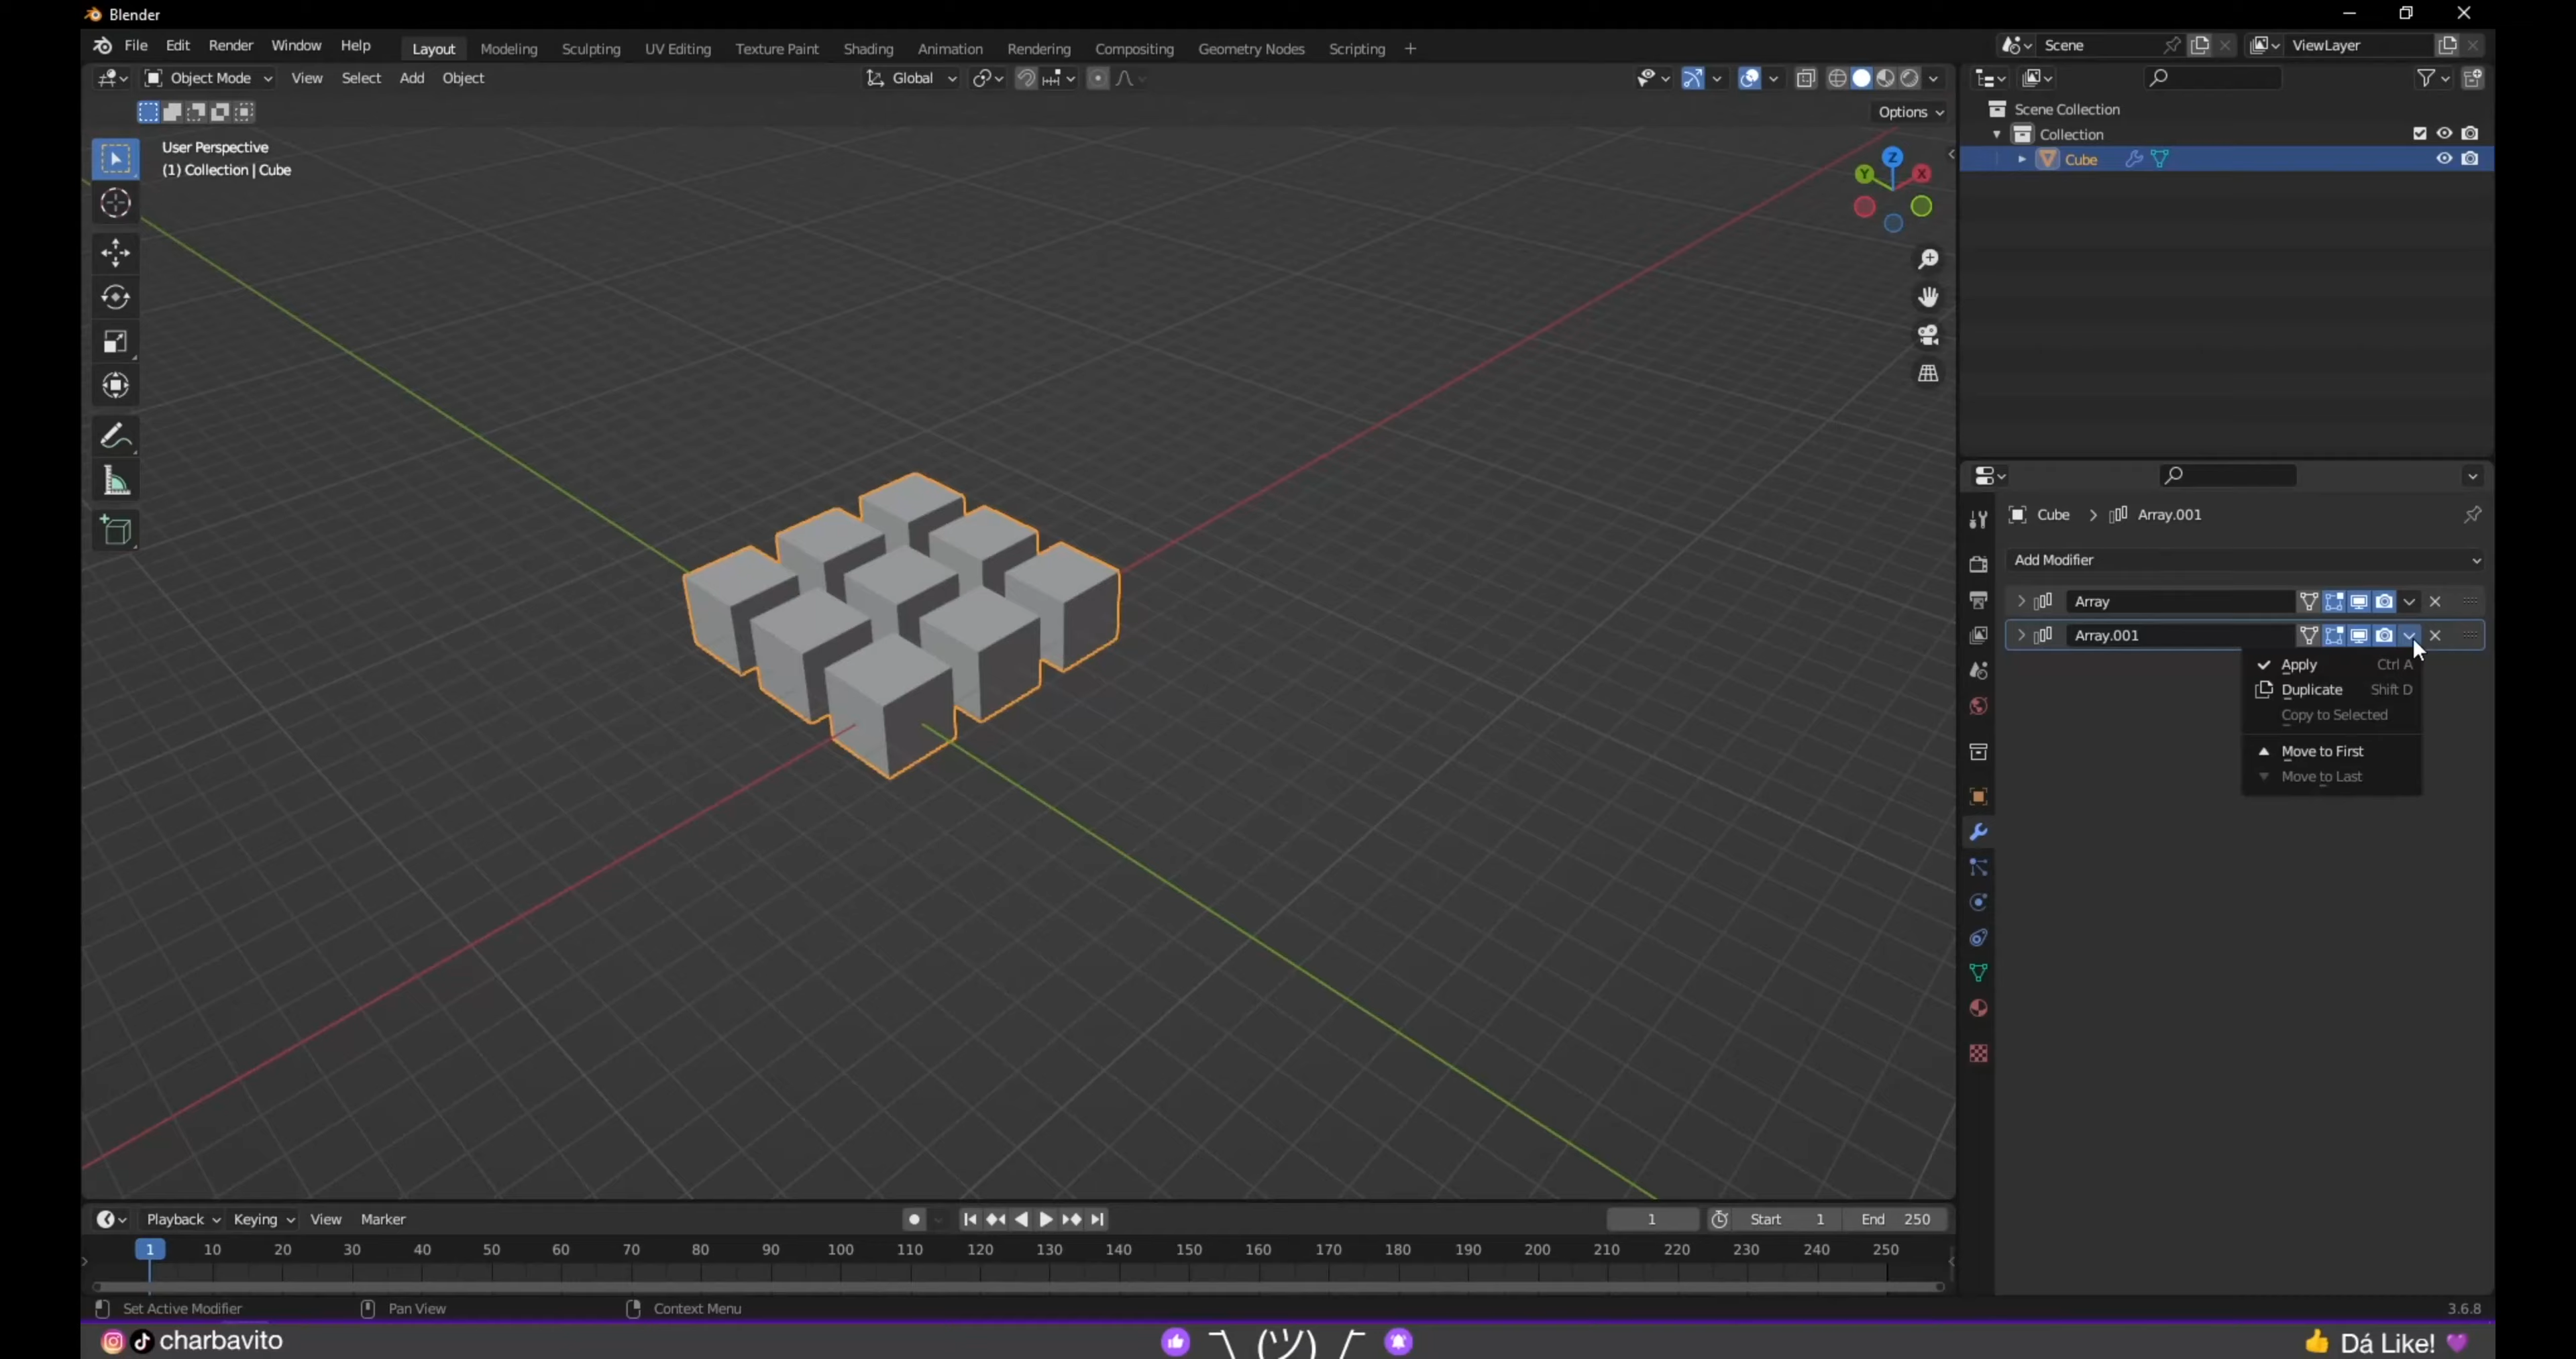 Blender
File Edit Render Window Help Layout Modeling Sculpting UV Editing Texture Paint Shading Animation Rendering Compositing Geometry Nodes Scripting + Scene ViewLayer
Object Mode View Select Add Object Global
Options
User Perspective
(1) Collection | Cube
Z
Y X
Scene Collection
Collection
Cube
Cube > Array.001
Add Modifier
Array
Array.001
Apply Ctrl A
Duplicate Shift D
Copy to Selected
Move to First
Move to Last
Playback Keying View Marker 1 Start 1 End 250
1 10 20 30 40 50 60 70 80 90 100 110 120 130 140 150 160 170 180 190 200 210 220 230 240 250
Set Active Modifier Pan View Context Menu 3.6.8
charbavito ¯\_(ツ)_/¯ 👍 Dá Like! 💜